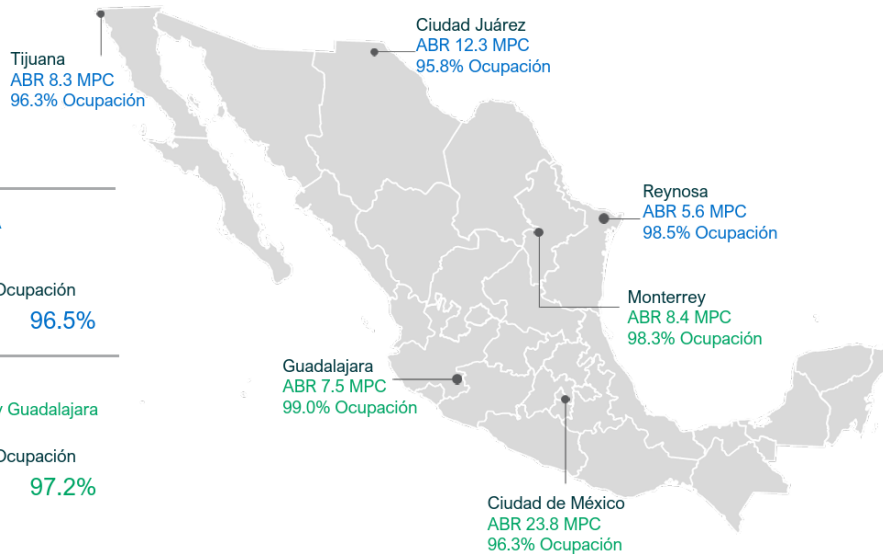 Ciudad Juárez
ABR 12.3 MPC
95.8% Ocupación
Tijuana
ABR 8.3 MPC
96.3% Ocupación
Reynosa
ABR 5.6 MPC
98.5% Ocupación
Ocupación
96.5%
Monterrey
ABR 8.4 MPC
98.3% Ocupación
Guadalajara
ABR 7.5 MPC
99.0% Ocupación
y Guadalajara
Ocupación
97.2%
Ciudad de México
ABR 23.8 MPC
96.3% Ocupación